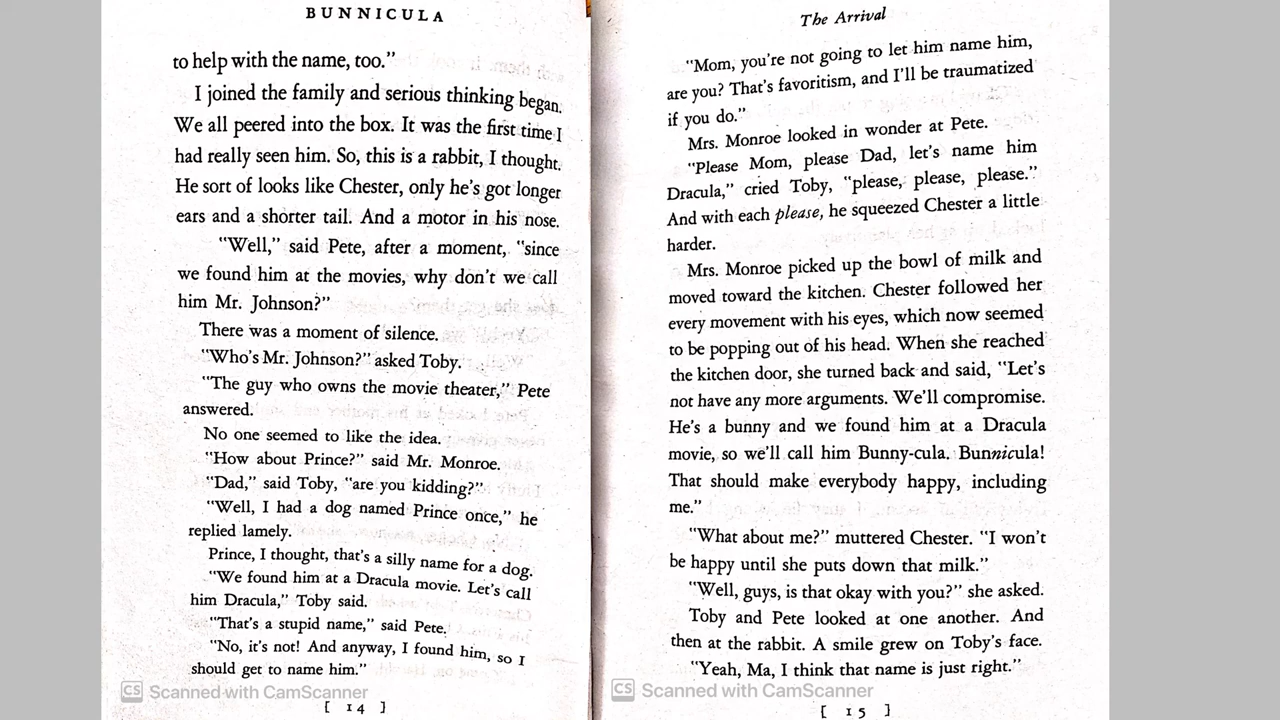 BUNNICULA
to help with the name, too.”
I joined the family and serious thinking began.
We all peered into the box. It was the first time I
had really seen him. So, this is a rabbit, I thought.
He sort of looks like Chester, only he’s got longer
ears and a shorter tail. And a motor in his nose.
“Well,” said Pete, after a moment, “since
we found him at the movies, why don’t we call
him Mr. Johnson?”
There was a moment of silence.
“Who’s Mr. Johnson?” asked Toby.
“The guy who owns the movie theater,” Pete
answered.
No one seemed to like the idea.
“How about Prince?” said Mr. Monroe.
“Dad,” said Toby, “are you kidding?”
“Well, I had a dog named Prince once,” he
replied lamely.
Prince, I thought, that’s a silly name for a dog.
“We found him at a Dracula movie. Let’s call
him Dracula,” Toby said.
“That’s a stupid name,” said Pete.
“No, it’s not! And anyway, I found him, so I
should get to name him.”
CS Scanned with CamScanner
[ 14 ]
The Arrival
“Mom, you’re not going to let him name him,
are you? That’s favoritism, and I’ll be traumatized
if you do.”
Mrs. Monroe looked in wonder at Pete.
“Please Mom, please Dad, let’s name him
Dracula,” cried Toby, “please, please, please.”
And with each please, he squeezed Chester a little
harder.
Mrs. Monroe picked up the bowl of milk and
moved toward the kitchen. Chester followed her
every movement with his eyes, which now seemed
to be popping out of his head. When she reached
the kitchen door, she turned back and said, “Let’s
not have any more arguments. We’ll compromise.
He’s a bunny and we found him at a Dracula
movie, so we’ll call him Bunny-cula. Bunnicula!
That should make everybody happy, including
me.”
“What about me?” muttered Chester. “I won’t
be happy until she puts down that milk.”
“Well, guys, is that okay with you?” she asked.
Toby and Pete looked at one another. And
then at the rabbit. A smile grew on Toby’s face.
“Yeah, Ma, I think that name is just right.”
CS Scanned with CamScanner
[ 15 ]